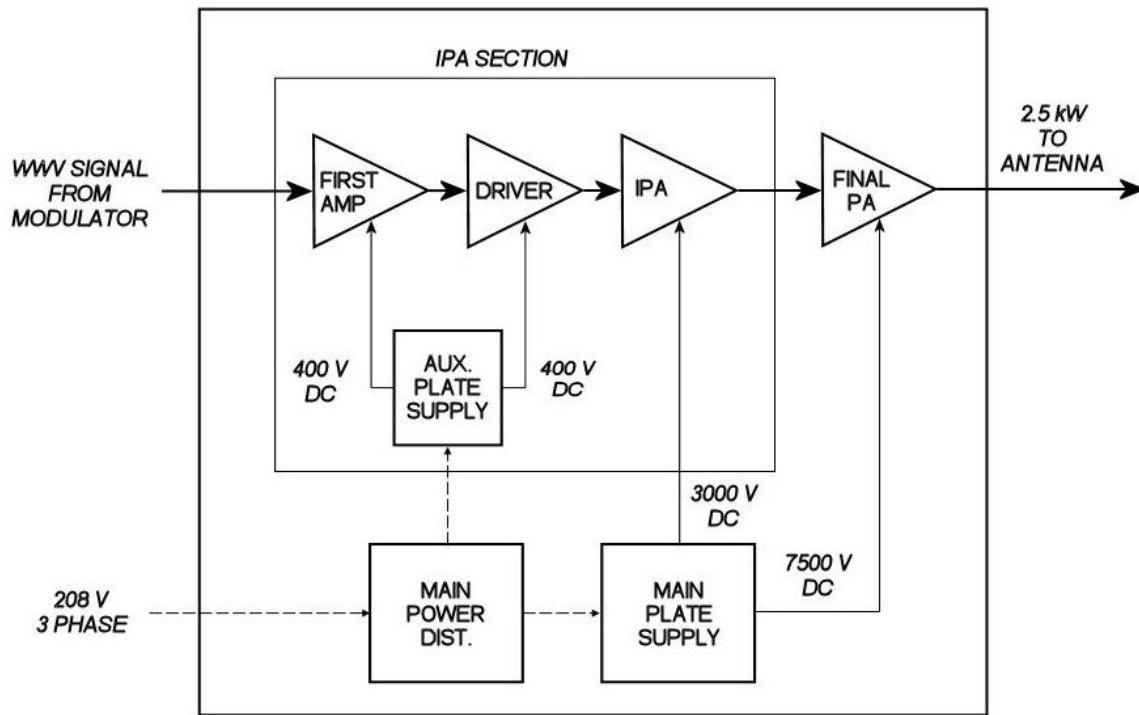 IPA SECTION
2.5 kW
TO
ANTENNA
WWV SIGNAL
FROM
MODULATOR
FIRST
AMP
DRIVER
IPA
FINAL
PA
400 V
DC
AUX.
PLATE
SUPPLY
400 V
DC
3000 V
DC
7500 V
DC
208 V
3 PHASE
MAIN
POWER
DIST.
MAIN
PLATE
SUPPLY